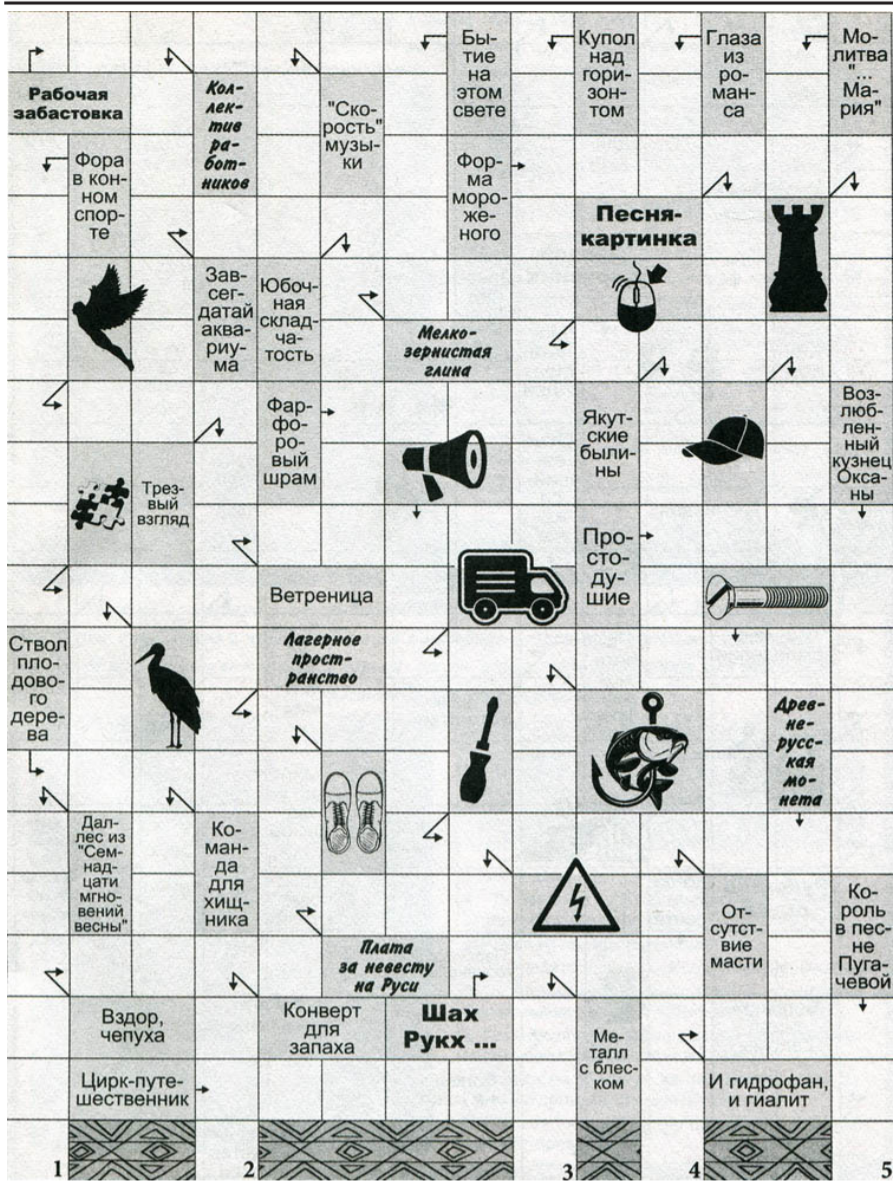 Бы-
тие
на
этом
свете
Купол
над
гори-
зон-
том
Глаза
из
ро-
ман-
са
Мо-
литва
"...
Ма-
рия"
Рабочая
забастовка
Кол-
лек-
тив
ра-
бот-
ников
"Ско-
рость"
музы-
ки
Фора
в кон-
ном
спор-
те
Фор-
ма
моро-
же-
ного
Песня-
картинка
Зав-
сег-
датай
аква-
риу-
ма
Юбоч-
ная
склад-
ча-
тость
Мелко-
зернистая
глина
Фар-
фо-
ро-
вый
шрам
Якут-
ские
были-
ны
Воз-
люб-
лен-
ный
кузнец
Окса-
ны
Трез-
вый
взгляд
Про-
сто-
ду-
шие
Ветреница
Ствол
пло-
дово-
го
дере-
ва
Лагерное
прост-
ранство
Древ-
не-
русс-
кая
мо-
нета
Дал-
лес из
"Сем-
над-
цати
мгно-
вений
весны"
Ко-
ман-
да
для
хищ-
ника
От-
сутст-
вие
масти
Ко-
роль
в пес-
не
Пуга-
чевой
Плата
за невесту
на Руси
Вздор,
чепуха
Конверт
для
запаха
Шах
Рукх ...
Ме-
талл
с блес-
ком
Цирк-путе-
шественник
И гидрофан,
и гиалит
1 2 3 4 5